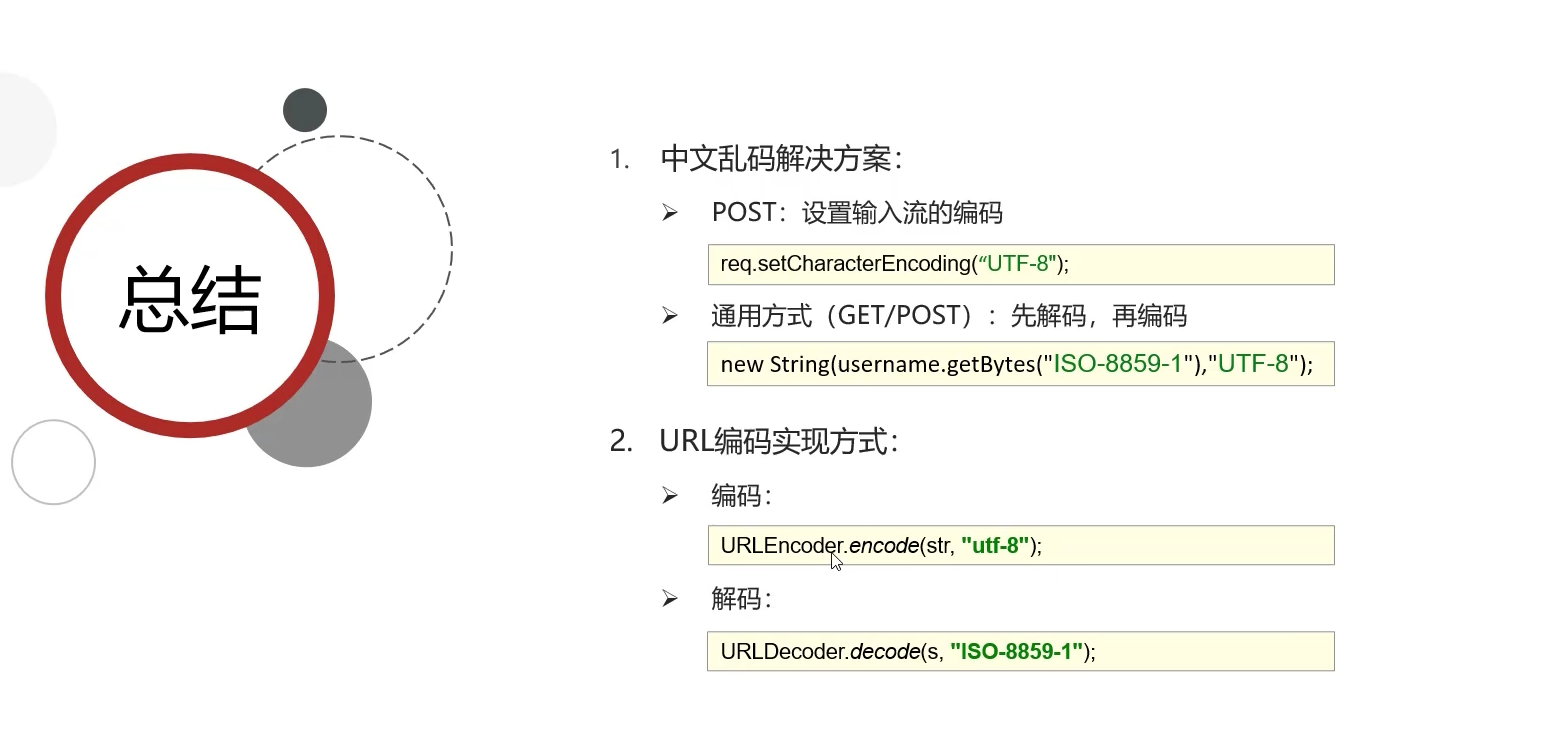 总结
1. 中文乱码解决方案：
➢ POST：设置输入流的编码
req.setCharacterEncoding(“UTF-8");
➢ 通用方式（GET/POST）：先解码，再编码
new String(username.getBytes("ISO-8859-1"),"UTF-8");
2. URL编码实现方式：
➢ 编码：
URLEncoder.encode(str, "utf-8");
➢ 解码：
URLDecoder.decode(s, "ISO-8859-1");